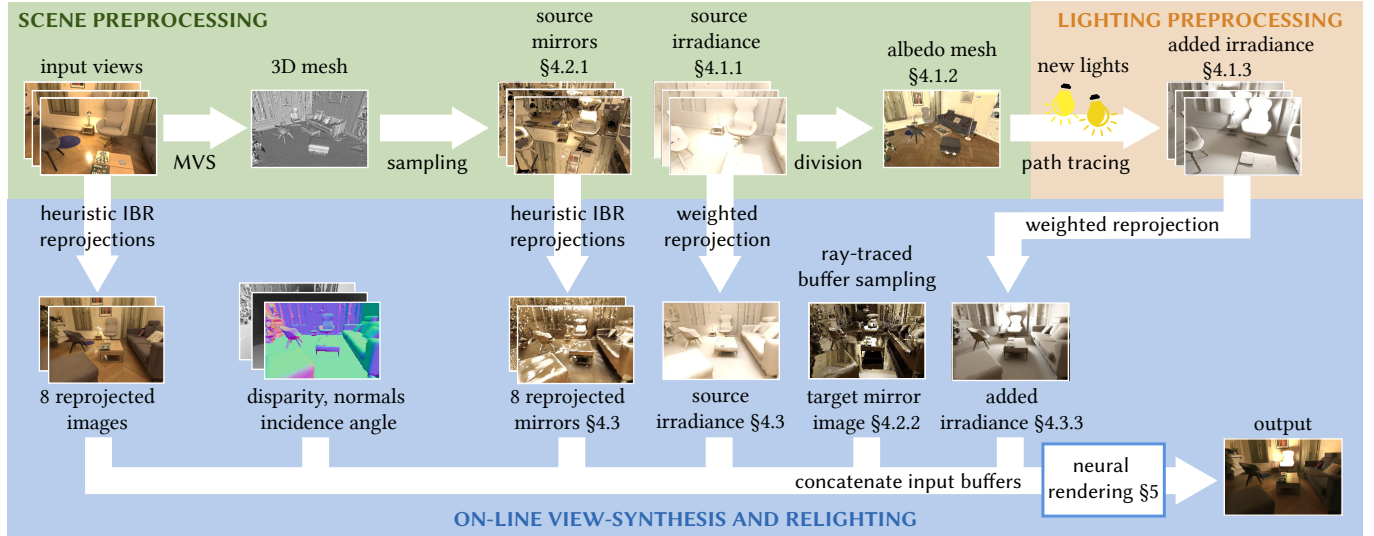 SCENE PREPROCESSING
LIGHTING PREPROCESSING
input views
3D mesh
source
mirrors
§4.2.1
source
irradiance
§4.1.1
albedo mesh
§4.1.2
new lights
added irradiance
§4.1.3
MVS
sampling
division
path tracing
heuristic IBR
reprojections
heuristic IBR
reprojections
weighted
reprojection
ray-traced
buffer sampling
weighted reprojection
8 reprojected
images
disparity, normals
incidence angle
8 reprojected
mirrors §4.3
source
irradiance §4.3
target mirror
image §4.2.2
added
irradiance §4.3.3
output
concatenate input buffers
neural
rendering §5
ON-LINE VIEW-SYNTHESIS AND RELIGHTING